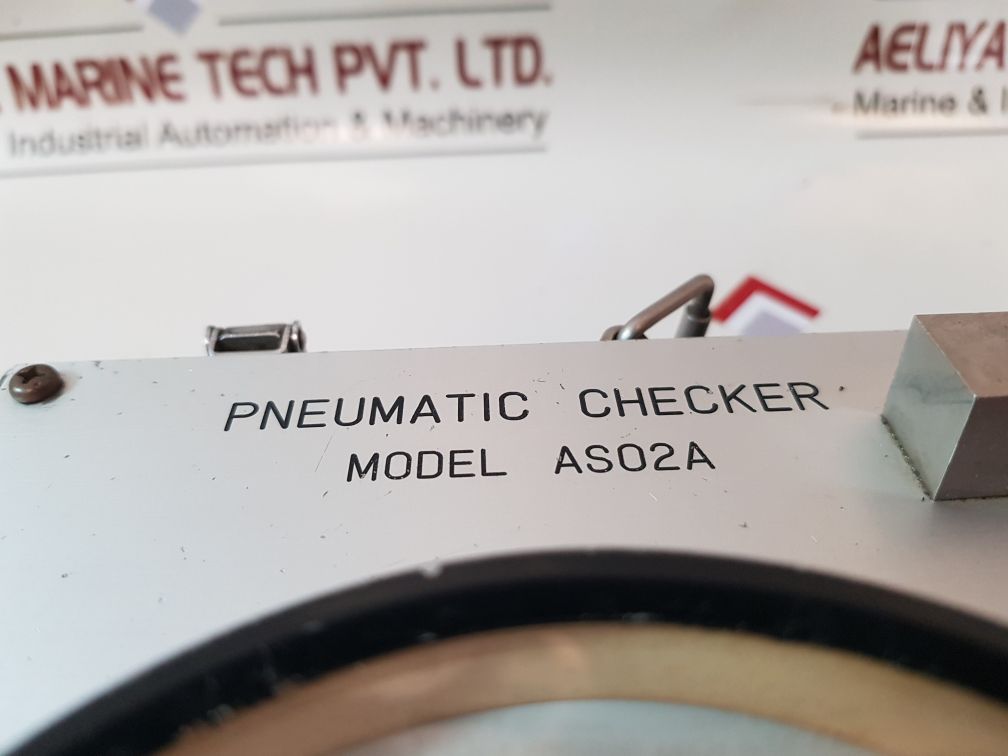 MARINE TECH PVT. LTD.
Industrial Automation & Machinery
AELIYA
Marine &
PNEUMATIC CHECKER
MODEL AS02A